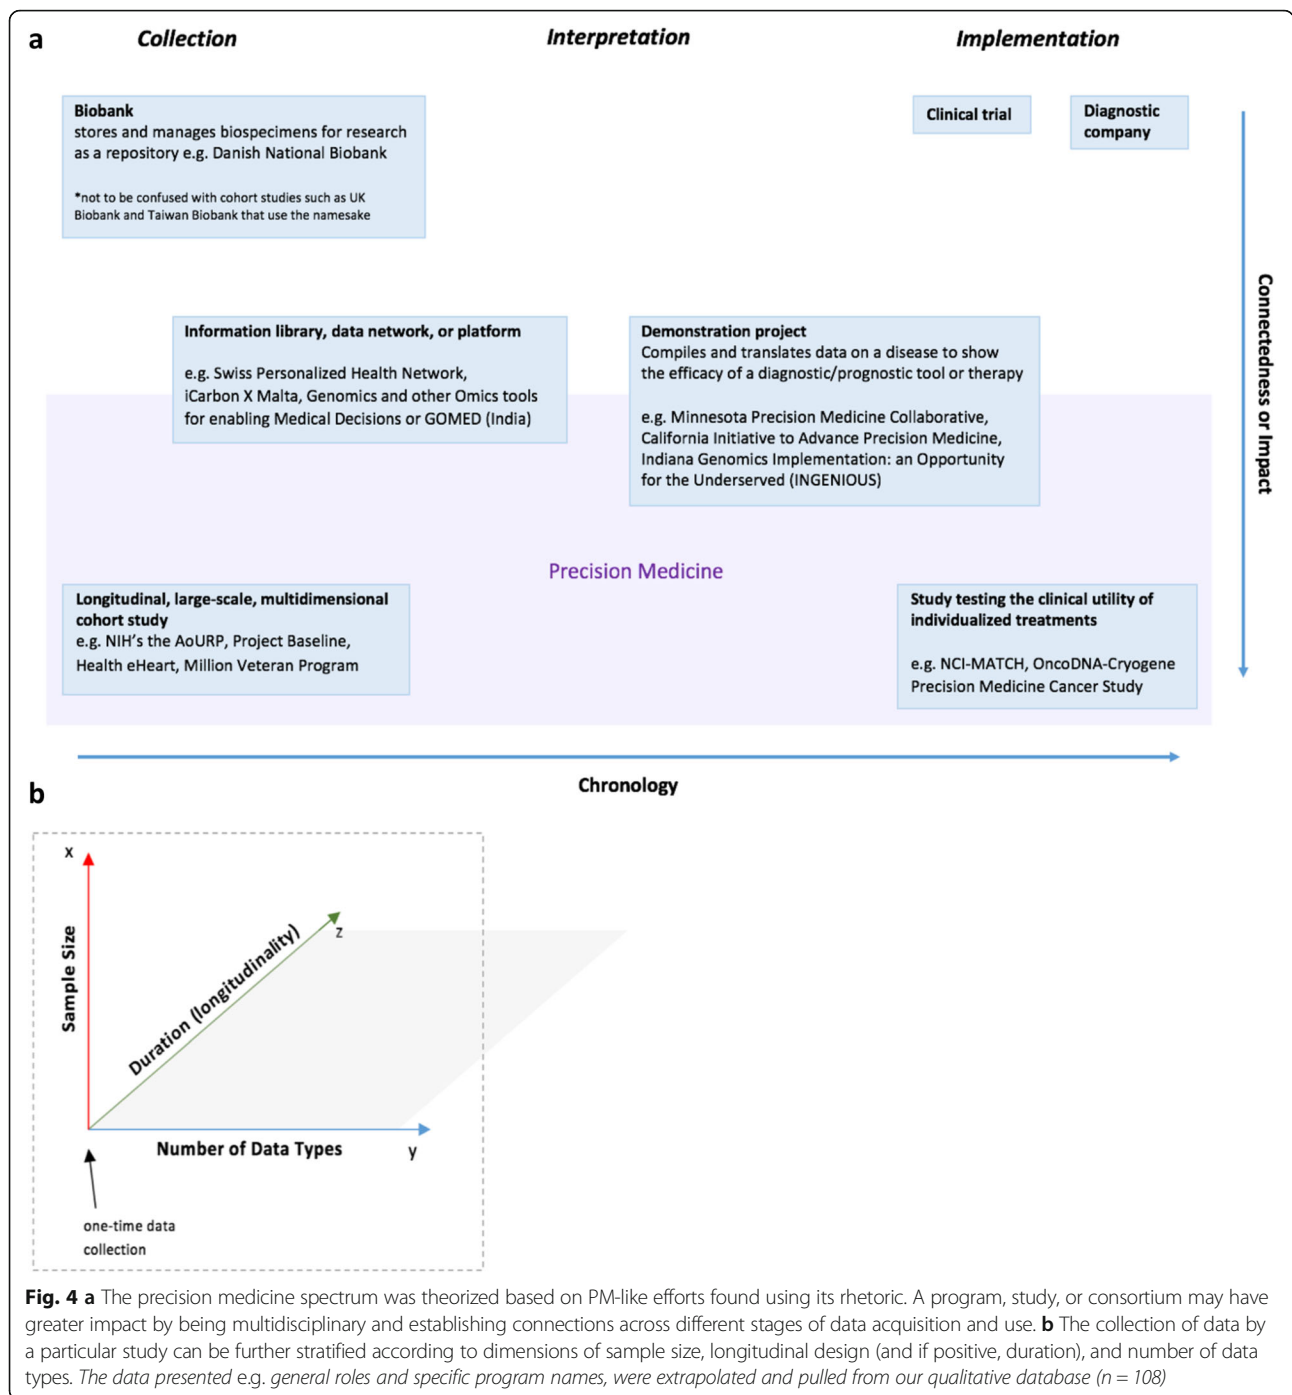 a
Collection
Interpretation
Implementation
Biobank
stores and manages biospecimens for research
as a repository e.g. Danish National Biobank
*not to be confused with cohort studies such as UK
Biobank and Taiwan Biobank that use the namesake
Clinical trial
Diagnostic
company
Information library, data network, or platform
e.g. Swiss Personalized Health Network,
iCarbon X Malta, Genomics and other Omics tools
for enabling Medical Decisions or GOMED (India)
Demonstration project
Compiles and translates data on a disease to show
the efficacy of a diagnostic/prognostic tool or therapy
e.g. Minnesota Precision Medicine Collaborative,
California Initiative to Advance Precision Medicine,
Indiana Genomics Implementation: an Opportunity
for the Underserved (INGENIOUS)
Connectedness or Impact
Precision Medicine
Longitudinal, large-scale, multidimensional
cohort study
e.g. NIH's the AoURP, Project Baseline,
Health eHeart, Million Veteran Program
Study testing the clinical utility of
individualized treatments
e.g. NCI-MATCH, OncoDNA-Cryogene
Precision Medicine Cancer Study
Chronology
b
x
Sample Size
Duration (longitudinality)
z
Number of Data Types
y
one-time data
collection
Fig. 4 a The precision medicine spectrum was theorized based on PM-like efforts found using its rhetoric. A program, study, or consortium may have
greater impact by being multidisciplinary and establishing connections across different stages of data acquisition and use. b The collection of data by
a particular study can be further stratified according to dimensions of sample size, longitudinal design (and if positive, duration), and number of data
types. The data presented e.g. general roles and specific program names, were extrapolated and pulled from our qualitative database (n = 108)